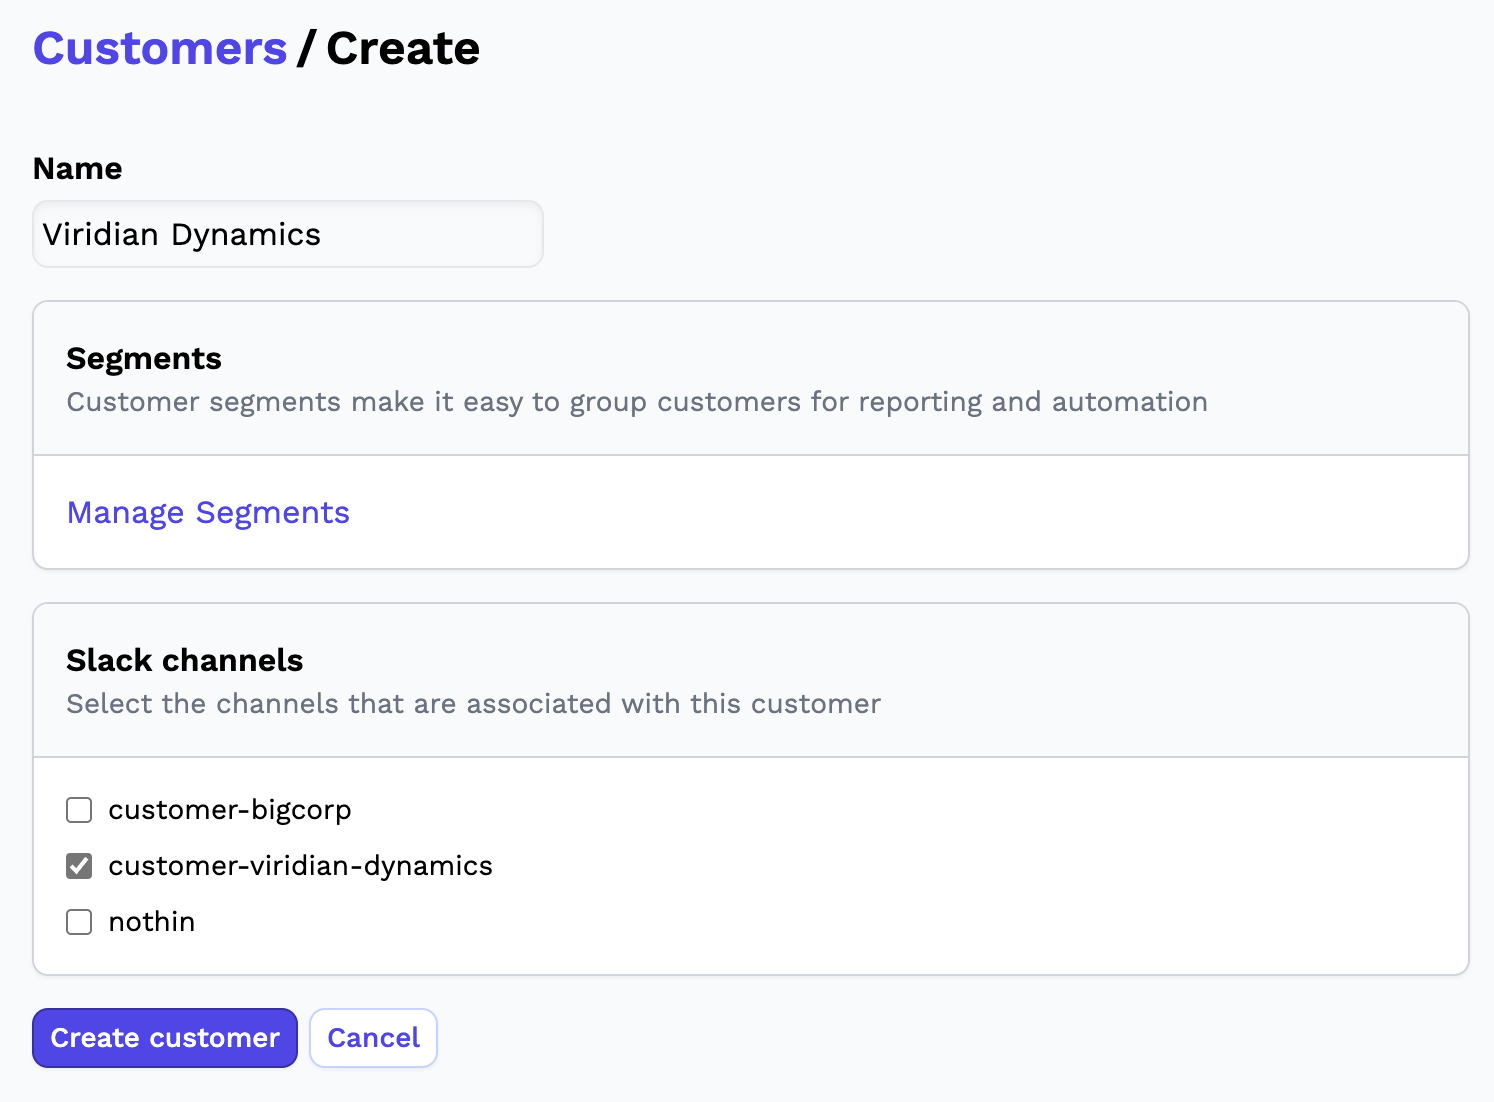 Customers / Create
Name
Viridian Dynamics
Segments
Customer segments make it easy to group customers for reporting and automation
Manage Segments
Slack channels
Select the channels that are associated with this customer
customer-bigcorp
customer-viridian-dynamics
nothin
Create customer Cancel